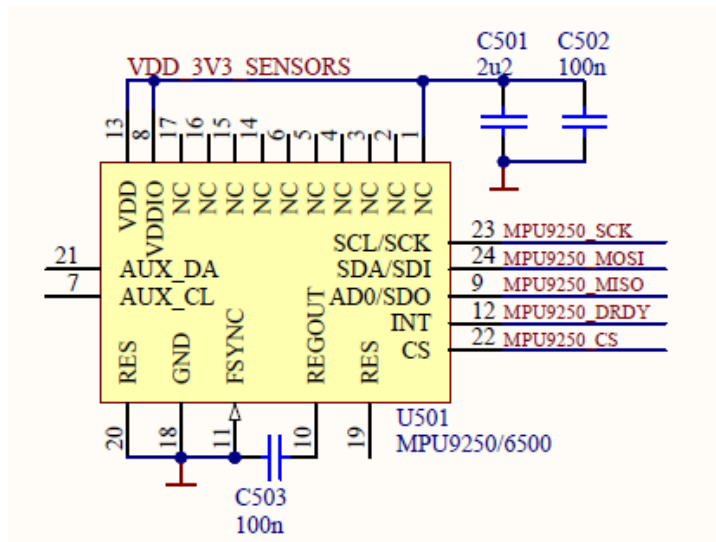 C501 C502
2u2 100n
VDD_3V3_SENSORS
13 8 17 16 15 14 6 5 4 3 2 1
VDD VDDIO NC NC NC NC NC NC NC NC NC NC
SCL/SCK 23 MPU9250_SCK
21 AUX_DA SDA/SDI 24 MPU9250_MOSI
7 AUX_CL AD0/SDO 9 MPU9250_MISO
INT 12 MPU9250_DRDY
CS 22 MPU9250_CS
RES GND FSYNC REGOUT RES
20 18 11 10 19
U501
MPU9250/6500
C503
100n